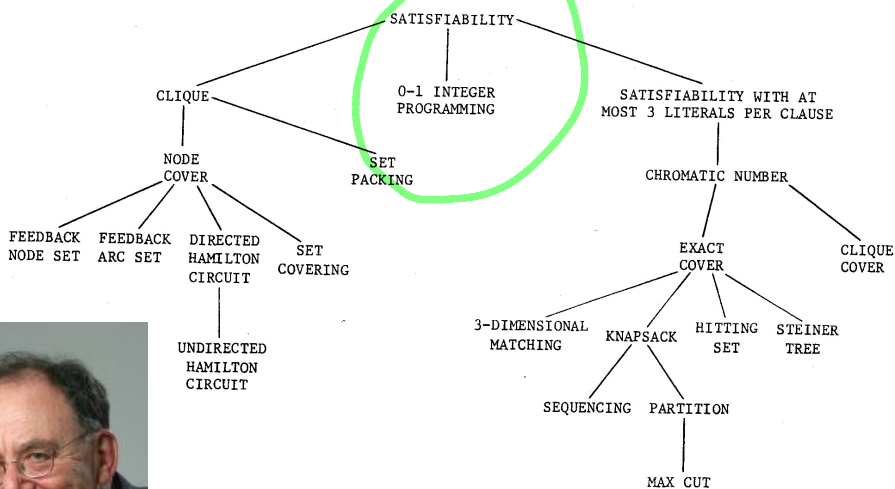 SATISFIABILITY
CLIQUE
0-1 INTEGER
PROGRAMMING
SATISFIABILITY WITH AT
MOST 3 LITERALS PER CLAUSE
NODE
COVER
SET
PACKING
CHROMATIC NUMBER
FEEDBACK
NODE SET
FEEDBACK
ARC SET
DIRECTED
HAMILTON
CIRCUIT
SET
COVERING
EXACT
COVER
CLIQUE
COVER
3-DIMENSIONAL
MATCHING
KNAPSACK
HITTING
SET
STEINER
TREE
UNDIRECTED
HAMILTON
CIRCUIT
SEQUENCING
PARTITION
MAX CUT